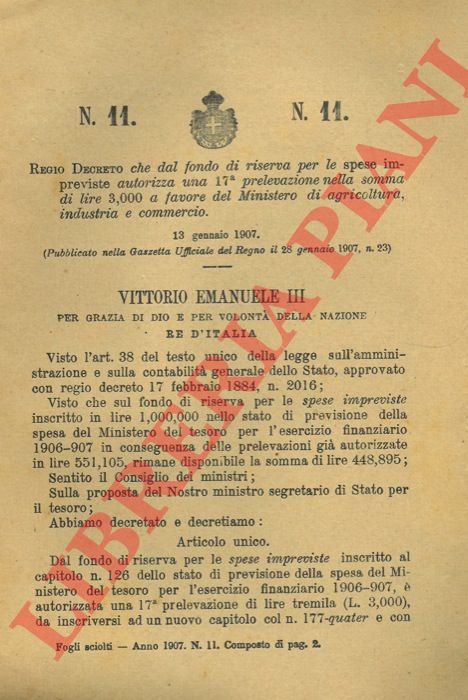 N. 11.
N. 11.
REGIO DECRETO che dal fondo di riserva per le spese im-
previste autorizza una 17ª prelevazione nella somma
di lire 3,000 a favore del Ministero di agricoltura,
industria e commercio.
13 gennaio 1907.
(Pubblicato nella Gazzetta Ufficiale del Regno il 28 gennaio 1907, n. 23)
VITTORIO EMANUELE III
PER GRAZIA DI DIO E PER VOLONTÀ DELLA NAZIONE
RE D'ITALIA
Visto l'art. 38 del testo unico della legge sull'ammini-
strazione e sulla contabilità generale dello Stato, approvato
con regio decreto 17 febbraio 1884, n. 2016;
Visto che sul fondo di riserva per le spese impreviste
inscritto in lire 1,000,000 nello stato di previsione della
spesa del Ministero del tesoro per l'esercizio finanziario
1906-907 in conseguenza delle prelevazioni già autorizzate
in lire 551,105, rimane disponibile la somma di lire 448,895;
Sentito il Consiglio dei ministri;
Sulla proposta del Nostro ministro segretario di Stato per
il tesoro;
Abbiamo decretato e decretiamo:
Articolo unico.
Dal fondo di riserva per le spese impreviste inscritto al
capitolo n. 126 dello stato di previsione della spesa del Mi-
nistero del tesoro per l'esercizio finanziario 1906-907, è
autorizzata una 17ª prelevazione di lire tremila (L. 3,000),
da inscriversi ad un nuovo capitolo col n. 177-quater e con
Fogli sciolti — Anno 1907. N. 11. Composto di pag. 2.
LIBRERIA PIANI